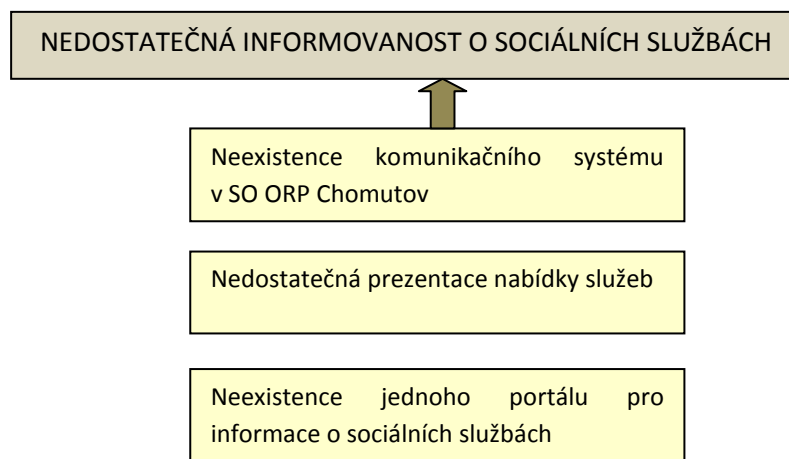 NEDOSTATEČNÁ INFORMOVANOST O SOCIÁLNÍCH SLUŽBÁCH
Neexistence komunikačního systému
v SO ORP Chomutov
Nedostatečná prezentace nabídky služeb
Neexistence jednoho portálu pro
informace o sociálních službách